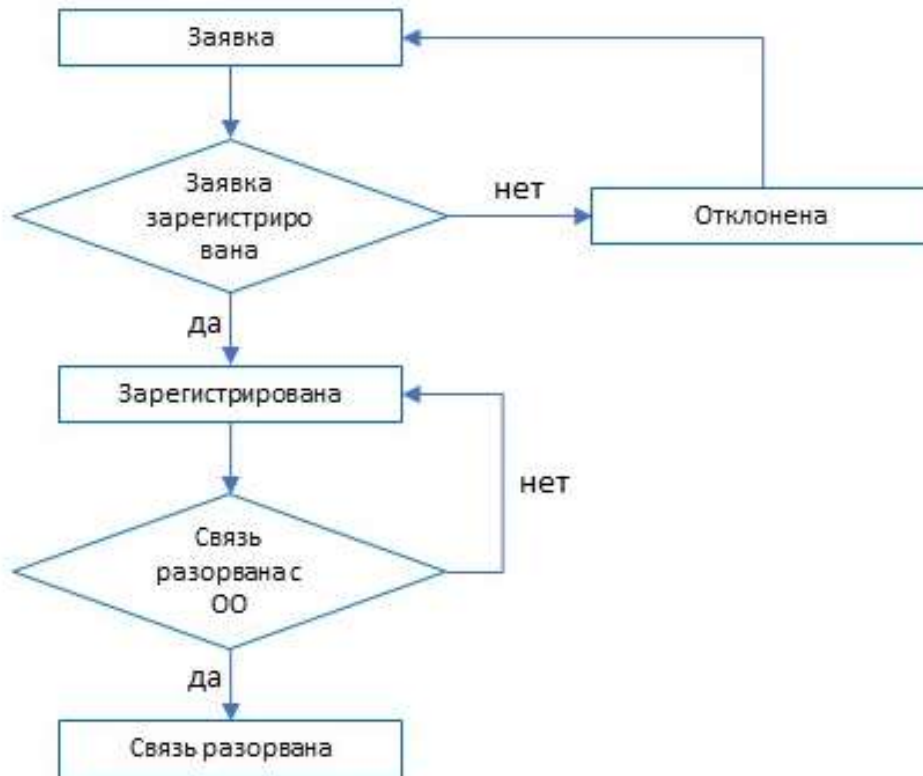 Заявка
Заявка
зарегистриро
вана
нет
Отклонена
да
Зарегистрирована
нет
Связь
разорвана с
ОО
да
Связь разорвана